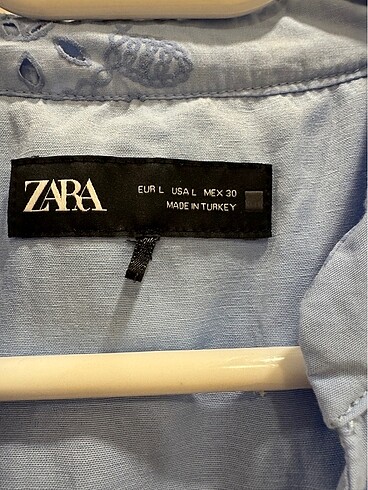 ZARA
EUR L USA L MEX 30
MADE IN TURKEY